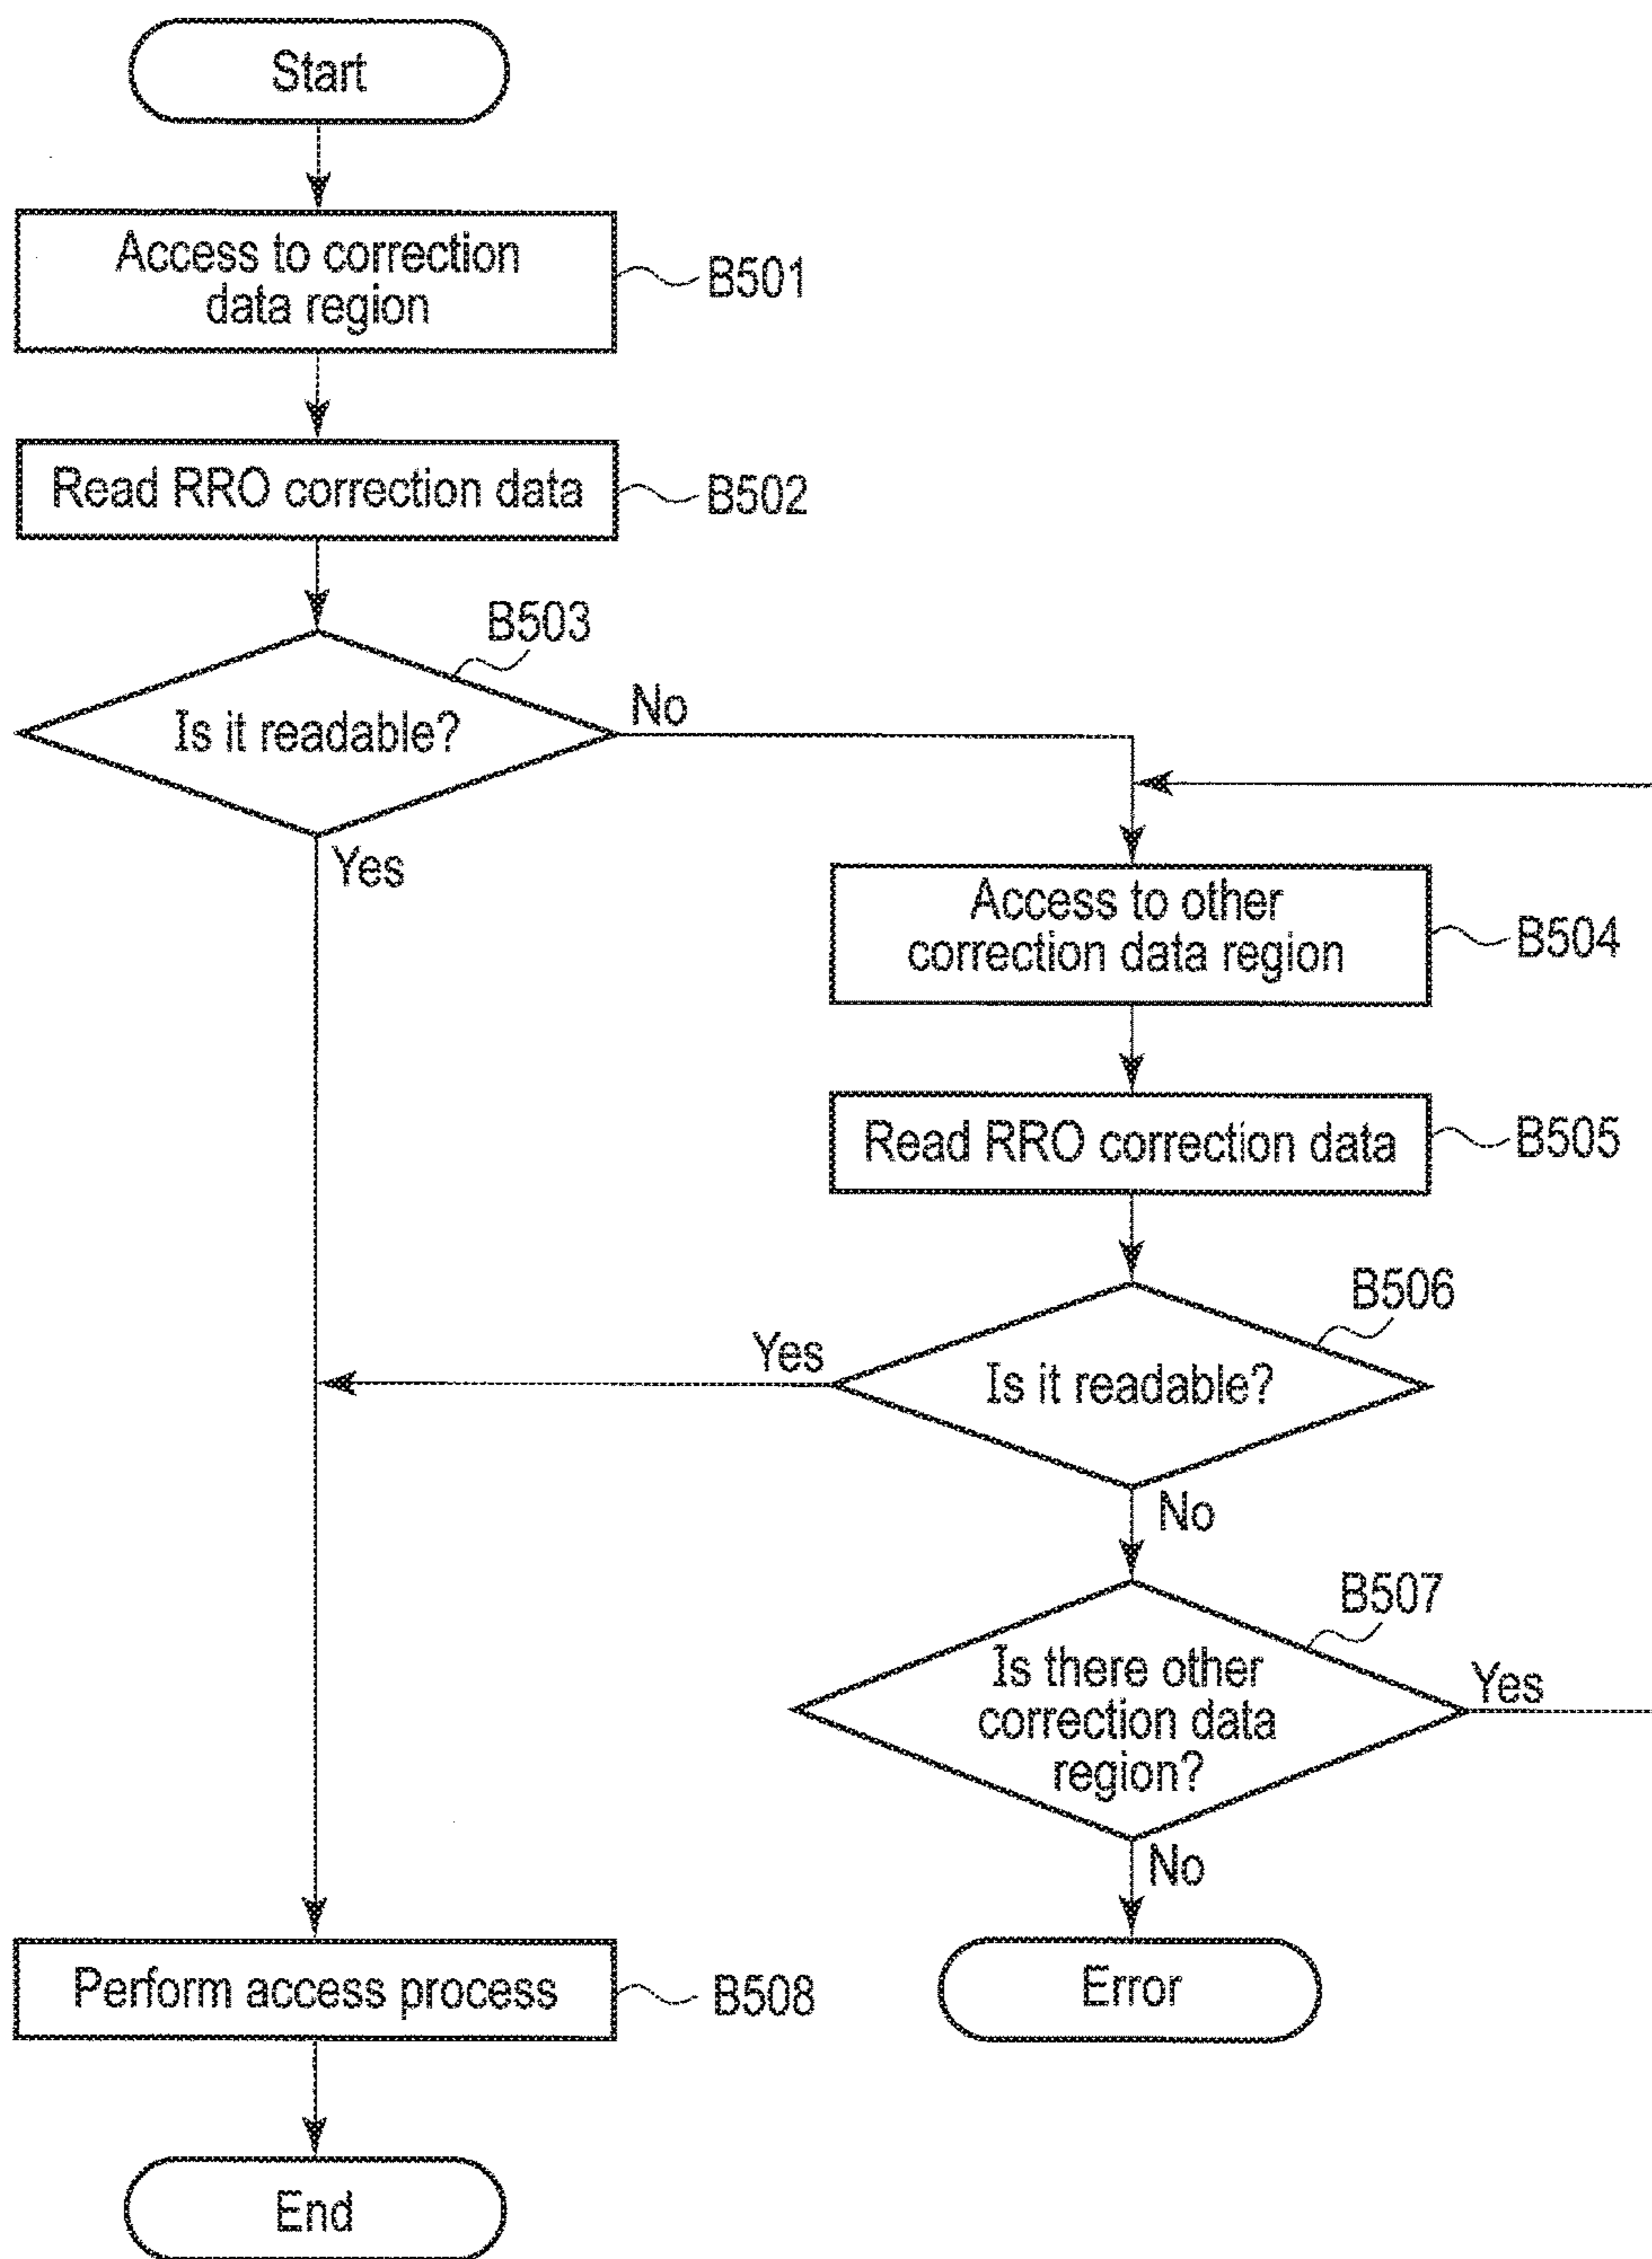 Start
Access to correction
data region
B501
Read RRO correction data
B502
B503
Is it readable?
No
Yes
Access to other
correction data region
B504
Read RRO correction data
B505
B506
Yes
Is it readable?
No
B507
Is there other
correction data
region?
Yes
No
Perform access process
B508
Error
End